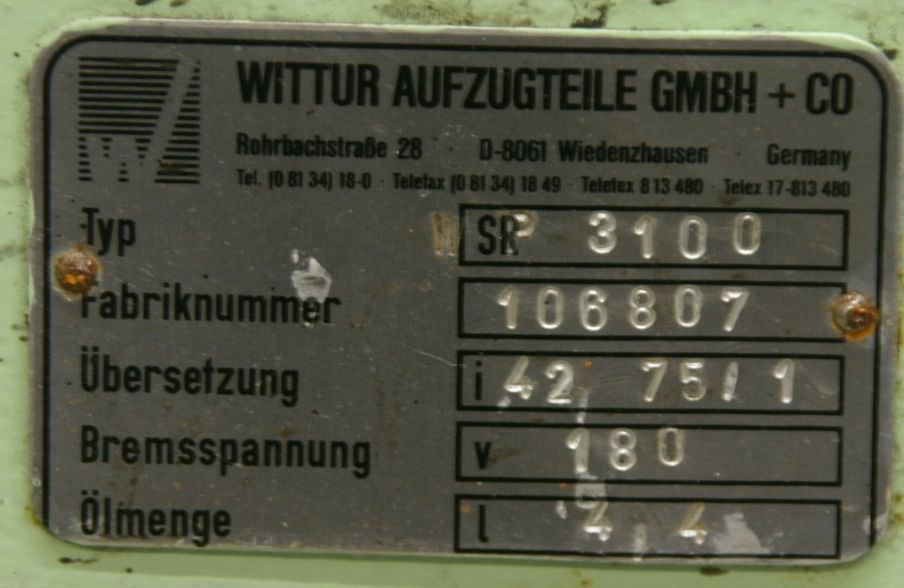 WITTUR AUFZUGTEILE GMBH + CO
Rohrbachstraße 28 · D-8061 Wiedenzhausen · Germany
Tel. (0 81 34) 18-0 · Telefax (0 81 34) 18 49 · Teletex 8 13 480 · Telex 17-813 480
Typ SRP 3100
Fabriknummer 106807
Übersetzung i 42,75/1
Bremsspannung v 180
Ölmenge l 4,4